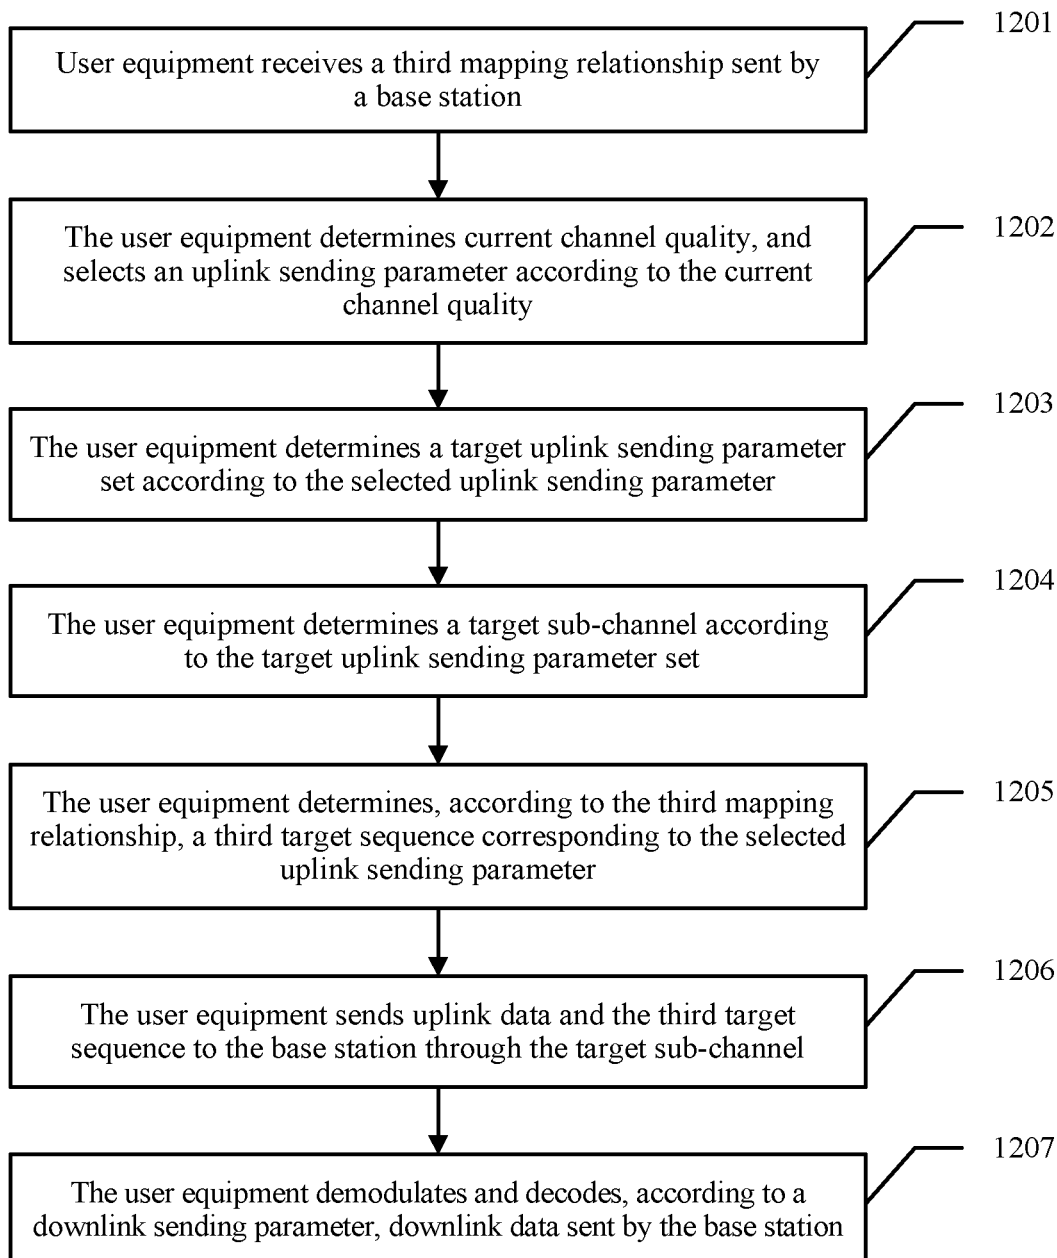 1201
User equipment receives a third mapping relationship sent by
a base station
1202
The user equipment determines current channel quality, and
selects an uplink sending parameter according to the current
channel quality
1203
The user equipment determines a target uplink sending parameter
set according to the selected uplink sending parameter
1204
The user equipment determines a target sub-channel according
to the target uplink sending parameter set
1205
The user equipment determines, according to the third mapping
relationship, a third target sequence corresponding to the selected
uplink sending parameter
1206
The user equipment sends uplink data and the third target
sequence to the base station through the target sub-channel
1207
The user equipment demodulates and decodes, according to a
downlink sending parameter, downlink data sent by the base station